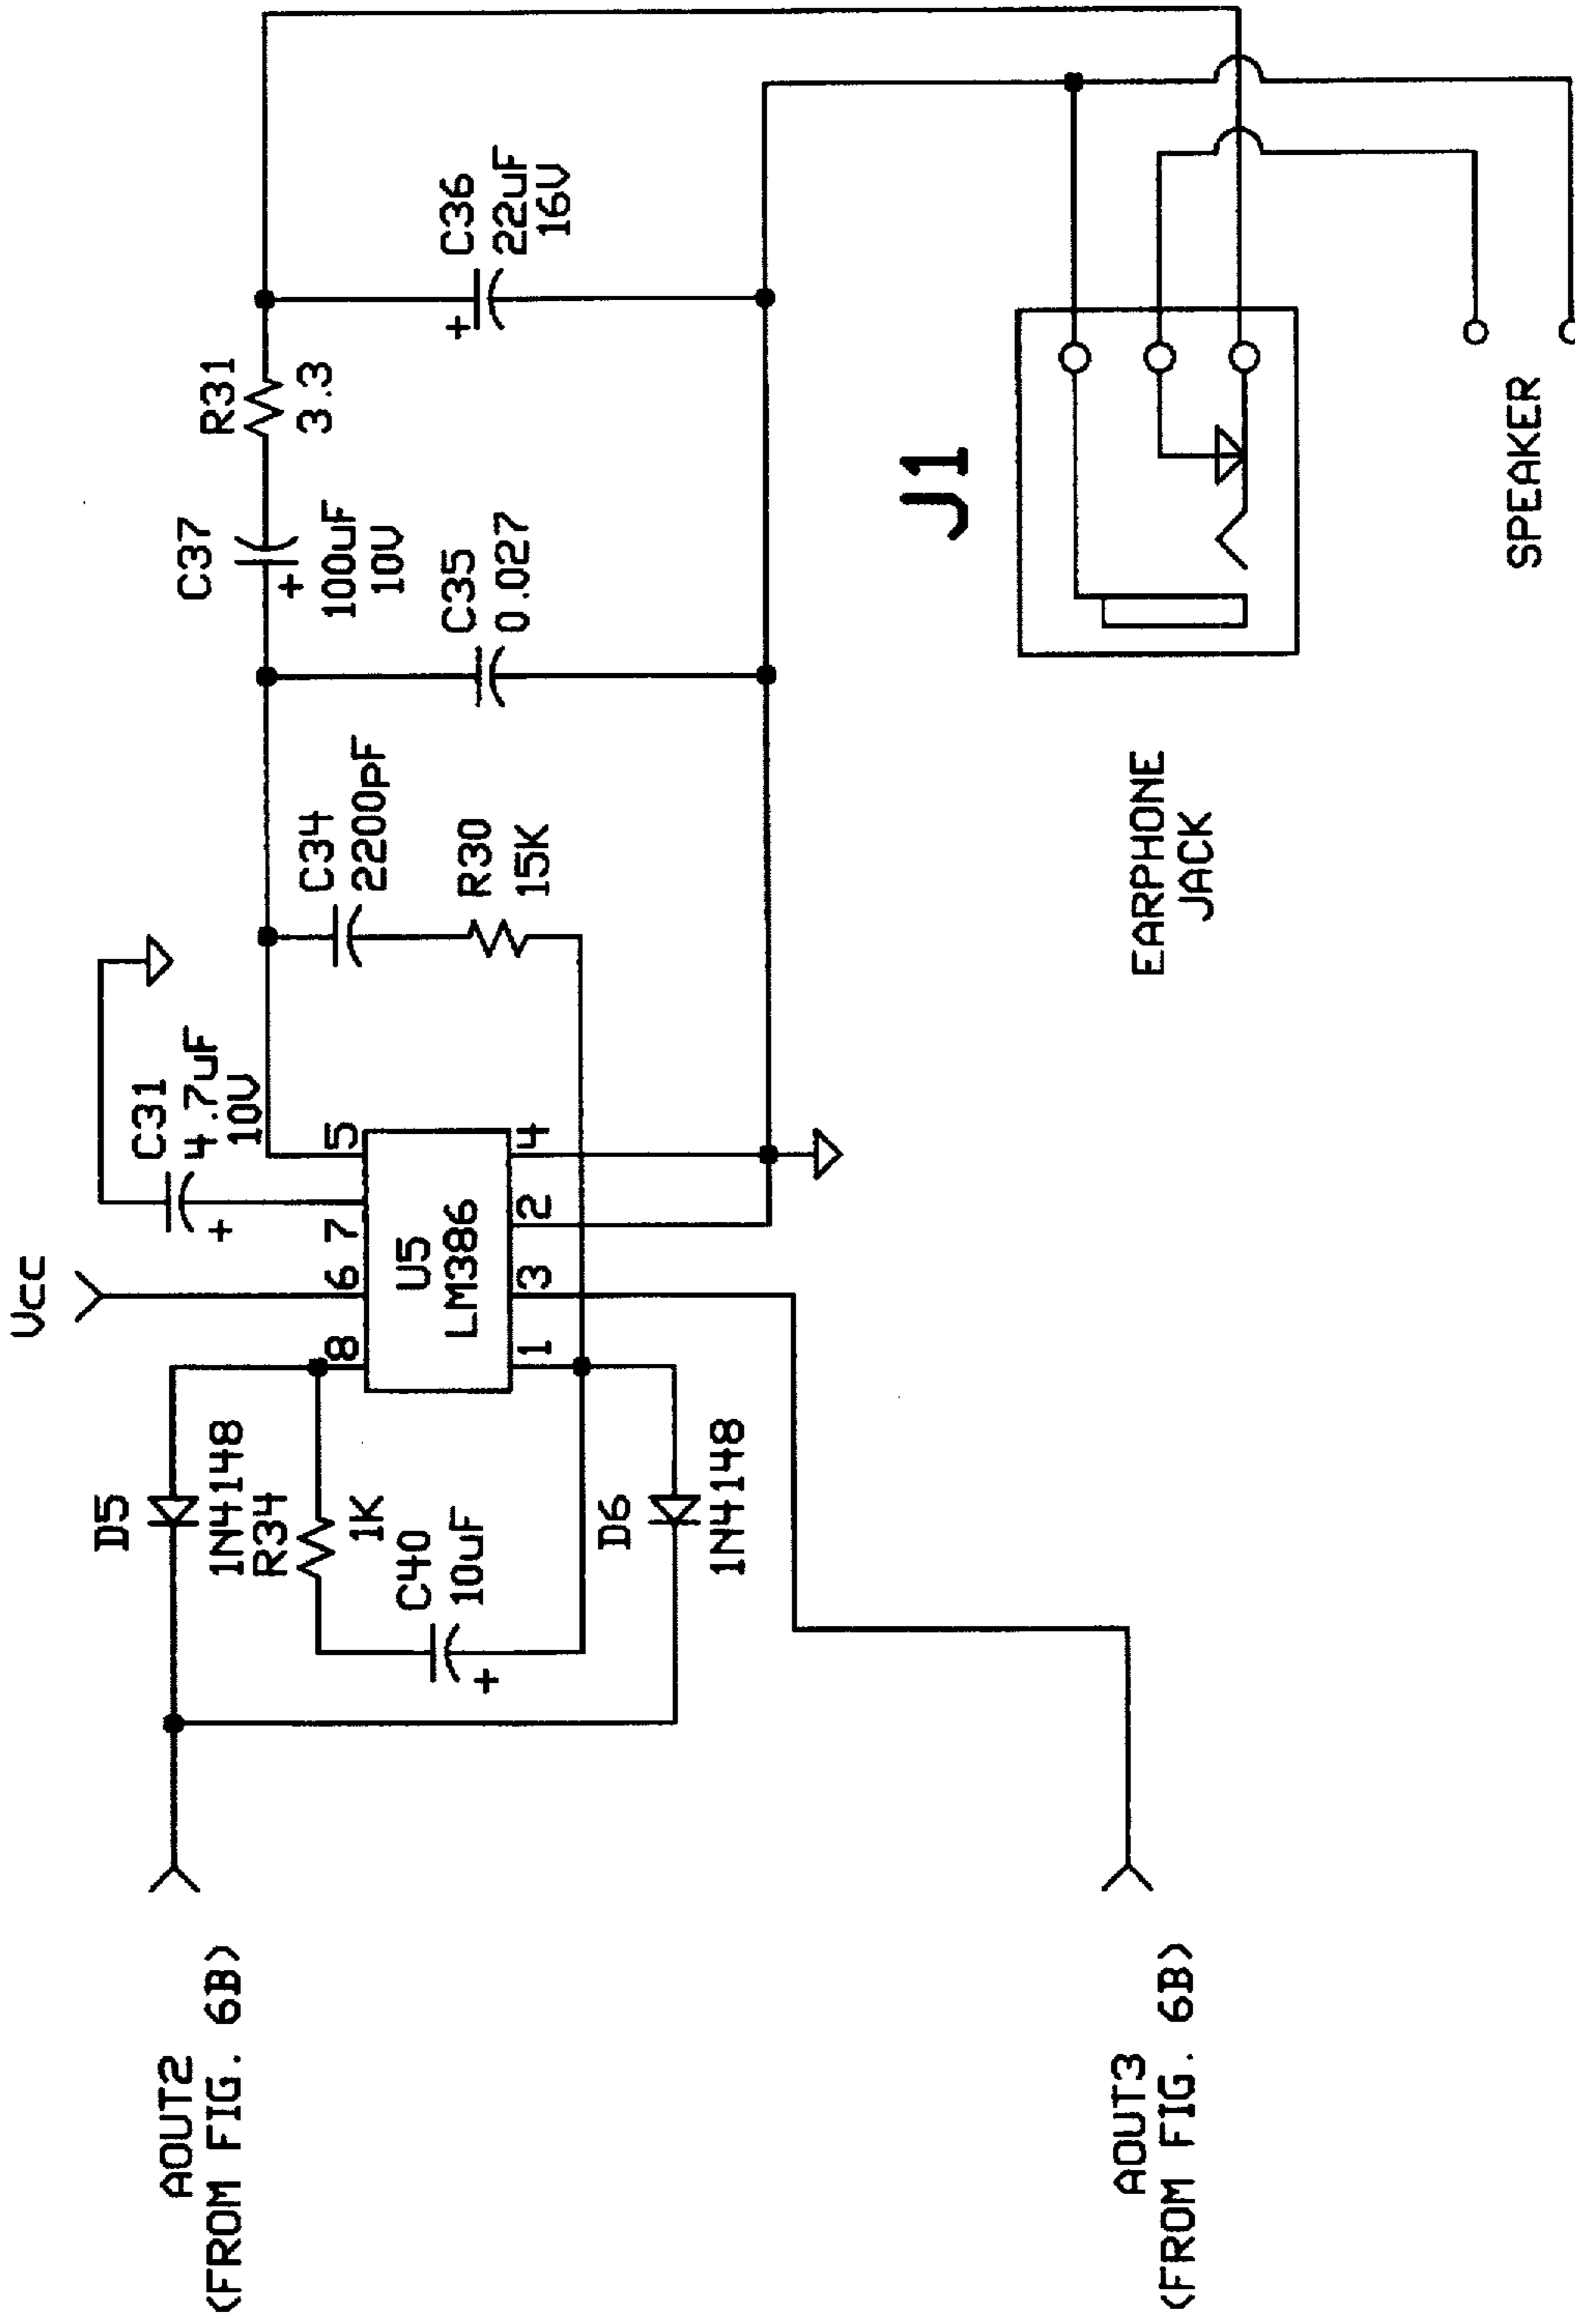 AOUT2
(FROM FIG. 6B)
D5
1N4148
R34
1K
C40
10uF
D6
1N4148
Vcc
8
6
7
5
U5
LM386
1
3
2
4
C31
4.7uF
10V
C34
2200pF
R30
15K
C37
+
100uF
10V
C35
0.027
R31
3.3
C36
22uF
16V
+
+
+
AOUT3
(FROM FIG. 6B)
EARPHONE
JACK
J1
SPEAKER